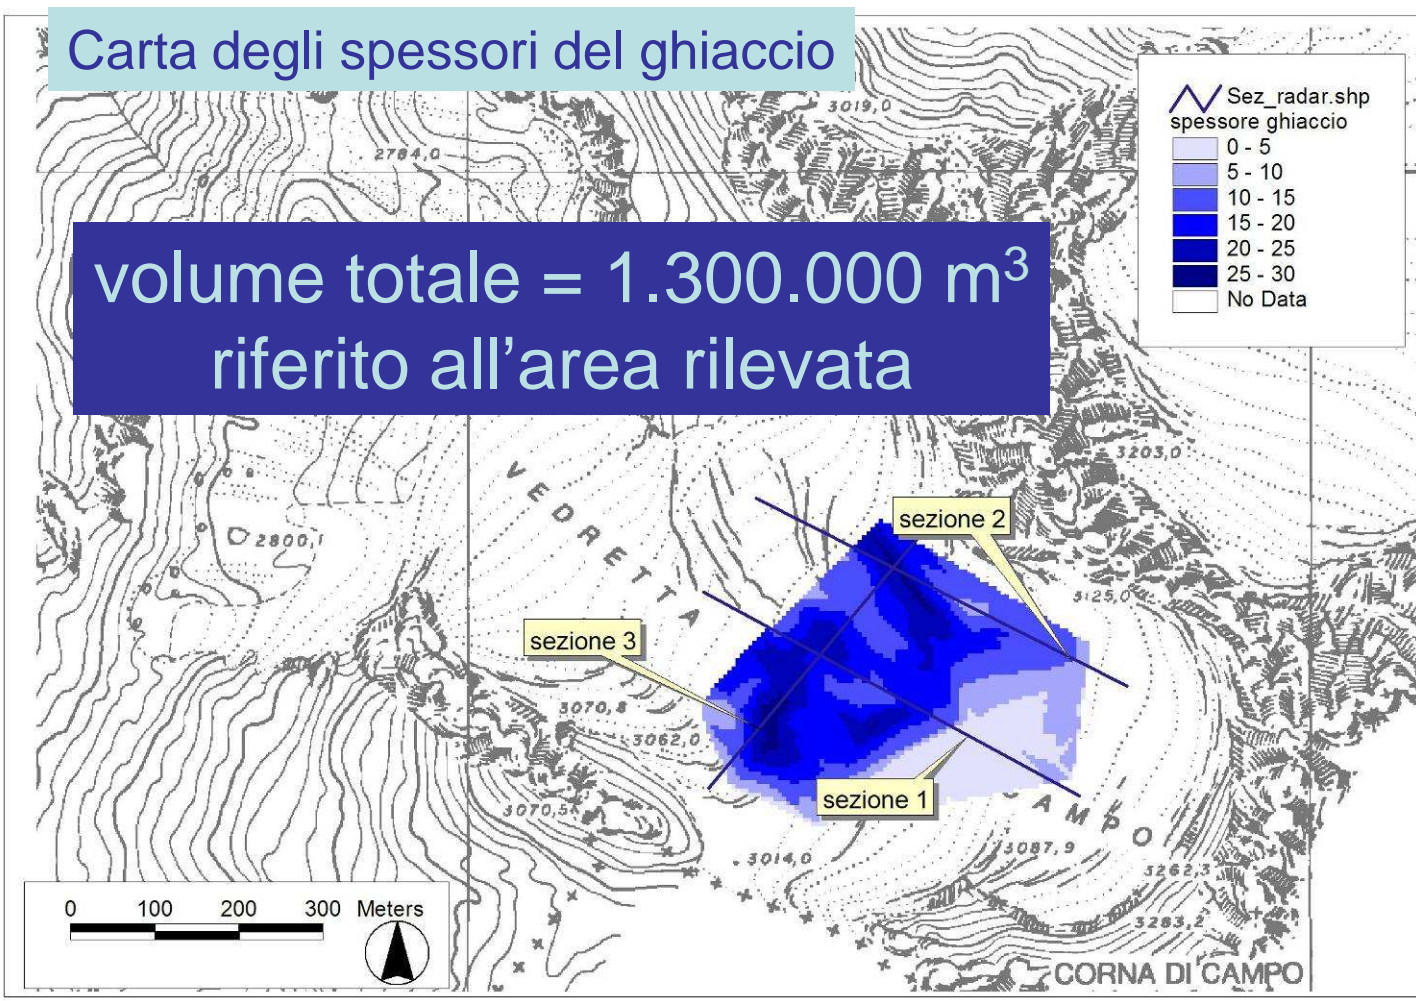 Carta degli spessori del ghiaccio
3019,0
Sez_radar.shp
spessore ghiaccio
0 - 5
5 - 10
10 - 15
15 - 20
20 - 25
25 - 30
No Data
2784,0
volume totale = 1.300.000 m³
riferito all’area rilevata
3203,0
VEDRETTA
sezione 2
2800,1
3125,0
sezione 3
3070,8
3062,0
sezione 1
3070,5
CAMPO
3014,0
3087,9
3262,3
3283,2
0 100 200 300 Meters
CORNA DI CAMPO